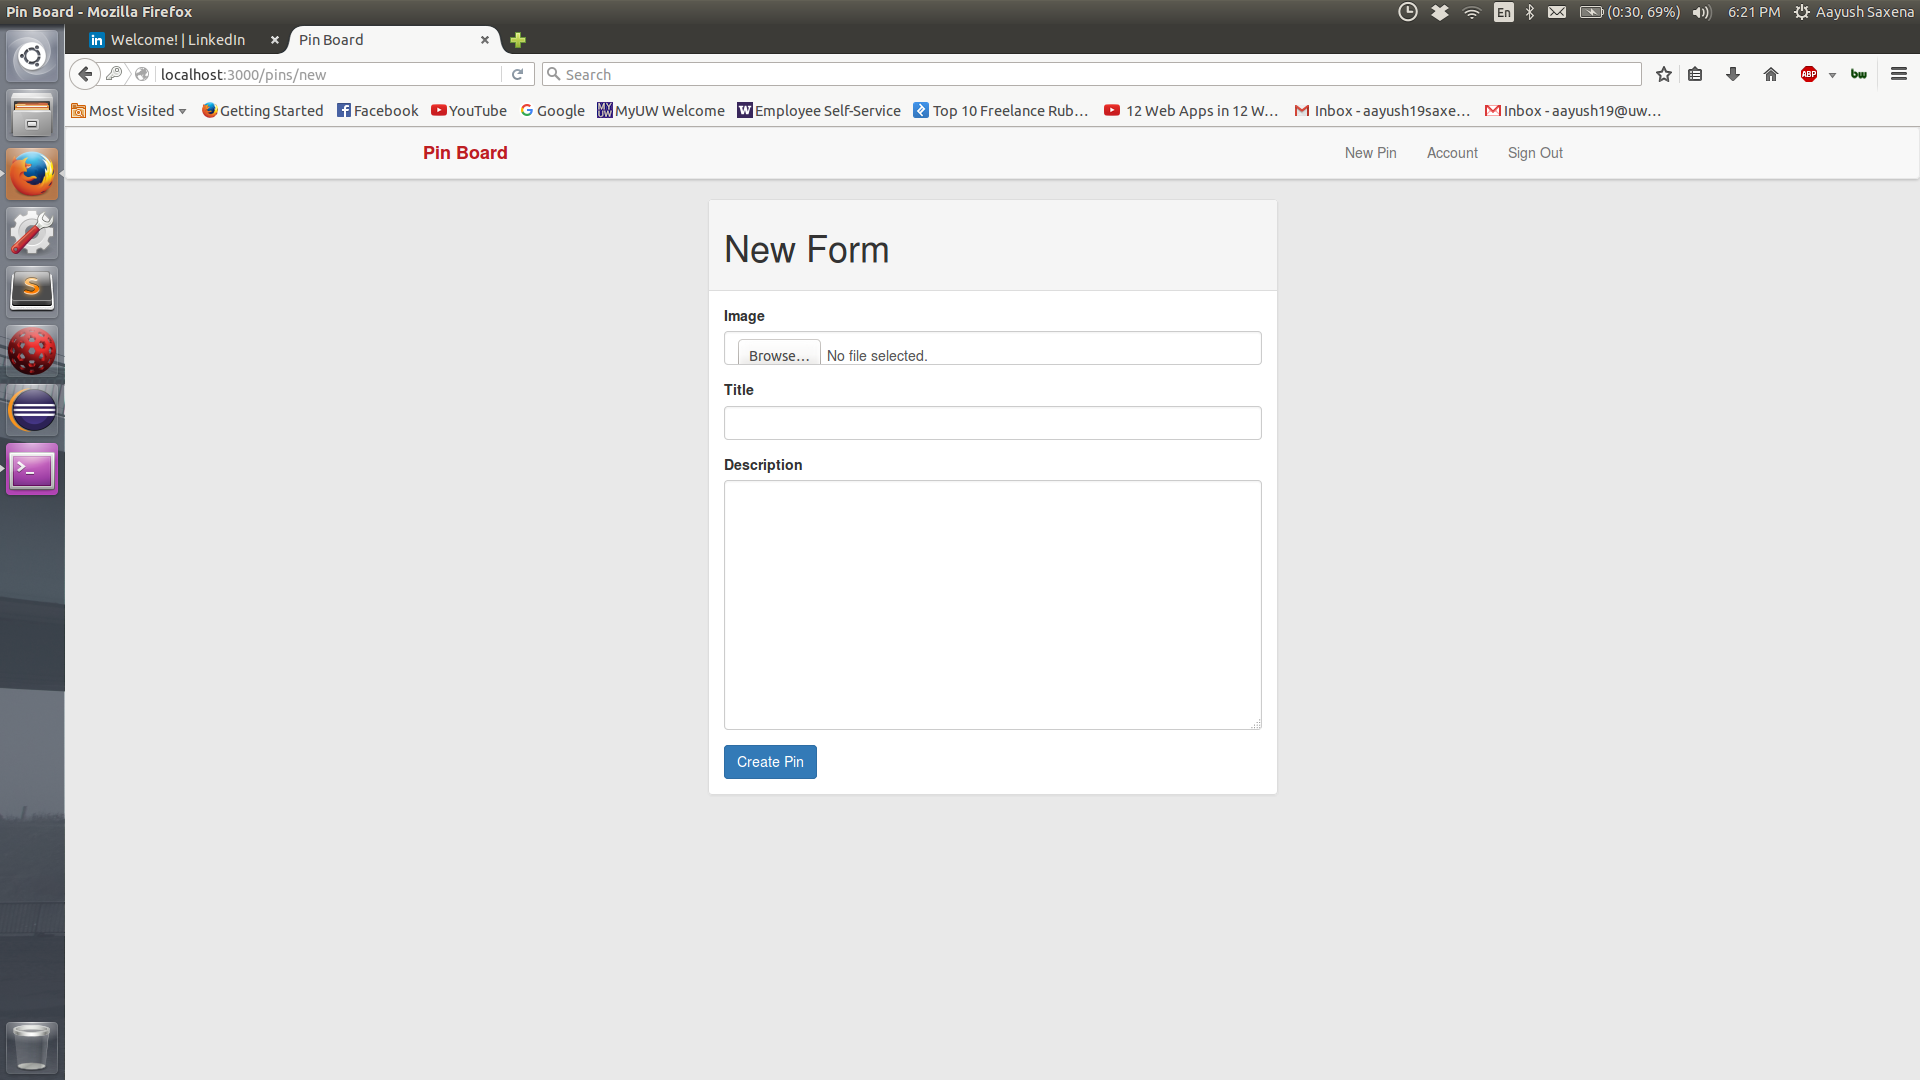 Pin Board - Mozilla Firefox En (0:30, 69%) 6:21 PM Aayush Saxena
in Welcome! | LinkedIn Pin Board
localhost:3000/pins/new Search ABP bw
Most Visited Getting Started Facebook YouTube Google MyUW Welcome Employee Self-Service Top 10 Freelance Rub... 12 Web Apps in 12 W... Inbox - aayush19saxe... Inbox - aayush19@uw...
Pin Board New Pin Account Sign Out
New Form
Image
Browse... No file selected.
Title
Description
Create Pin